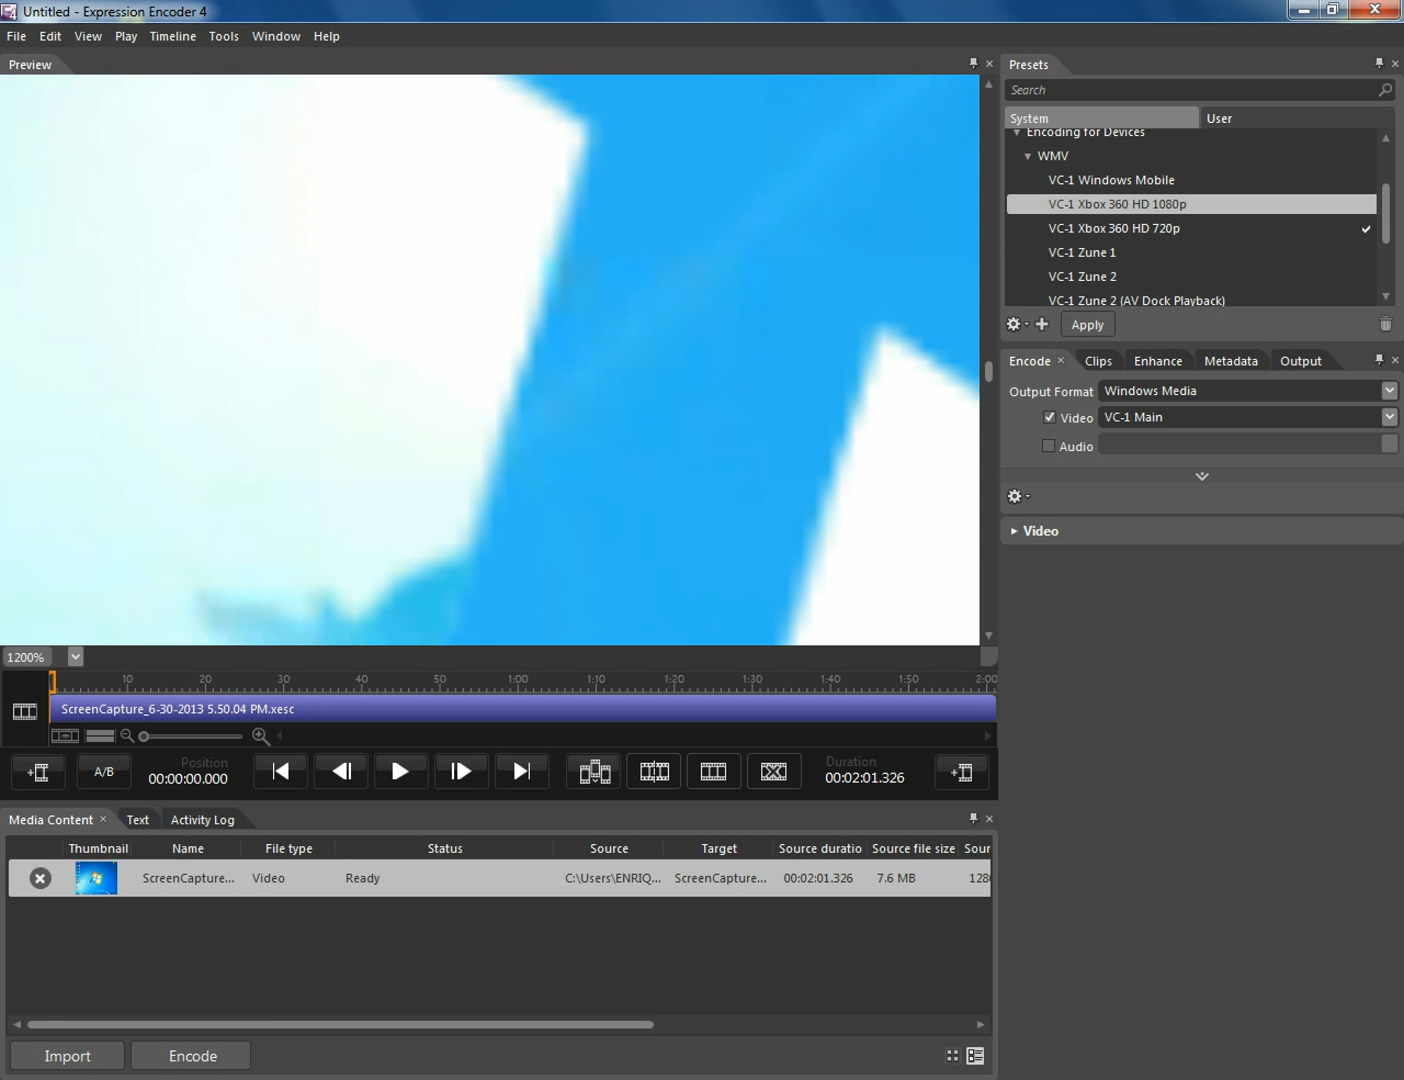 Untitled - Expression Encoder 4
File Edit View Play Timeline Tools Window Help
Preview
Presets
Search
System User
Encoding for Devices
WMV
VC-1 Windows Mobile
VC-1 Xbox 360 HD 1080p
VC-1 Xbox 360 HD 720p
VC-1 Zune 1
VC-1 Zune 2
VC-1 Zune 2 (AV Dock Playback)
Apply
Encode Clips Enhance Metadata Output
Output Format Windows Media
Video VC-1 Main
Audio
Video
1200%
10 20 30 40 50 1:00 1:10 1:20 1:30 1:40 1:50 2:00
ScreenCapture_6-30-2013 5.50.04 PM.xesc
A/B
Position
00:00:00.000
Duration
00:02:01.326
Media Content Text Activity Log
Thumbnail Name File type Status Source Target Source duratio Source file size Sour
ScreenCapture... Video Ready C:\Users\ENRIQ... ScreenCapture... 00:02:01.326 7.6 MB 128
Import Encode